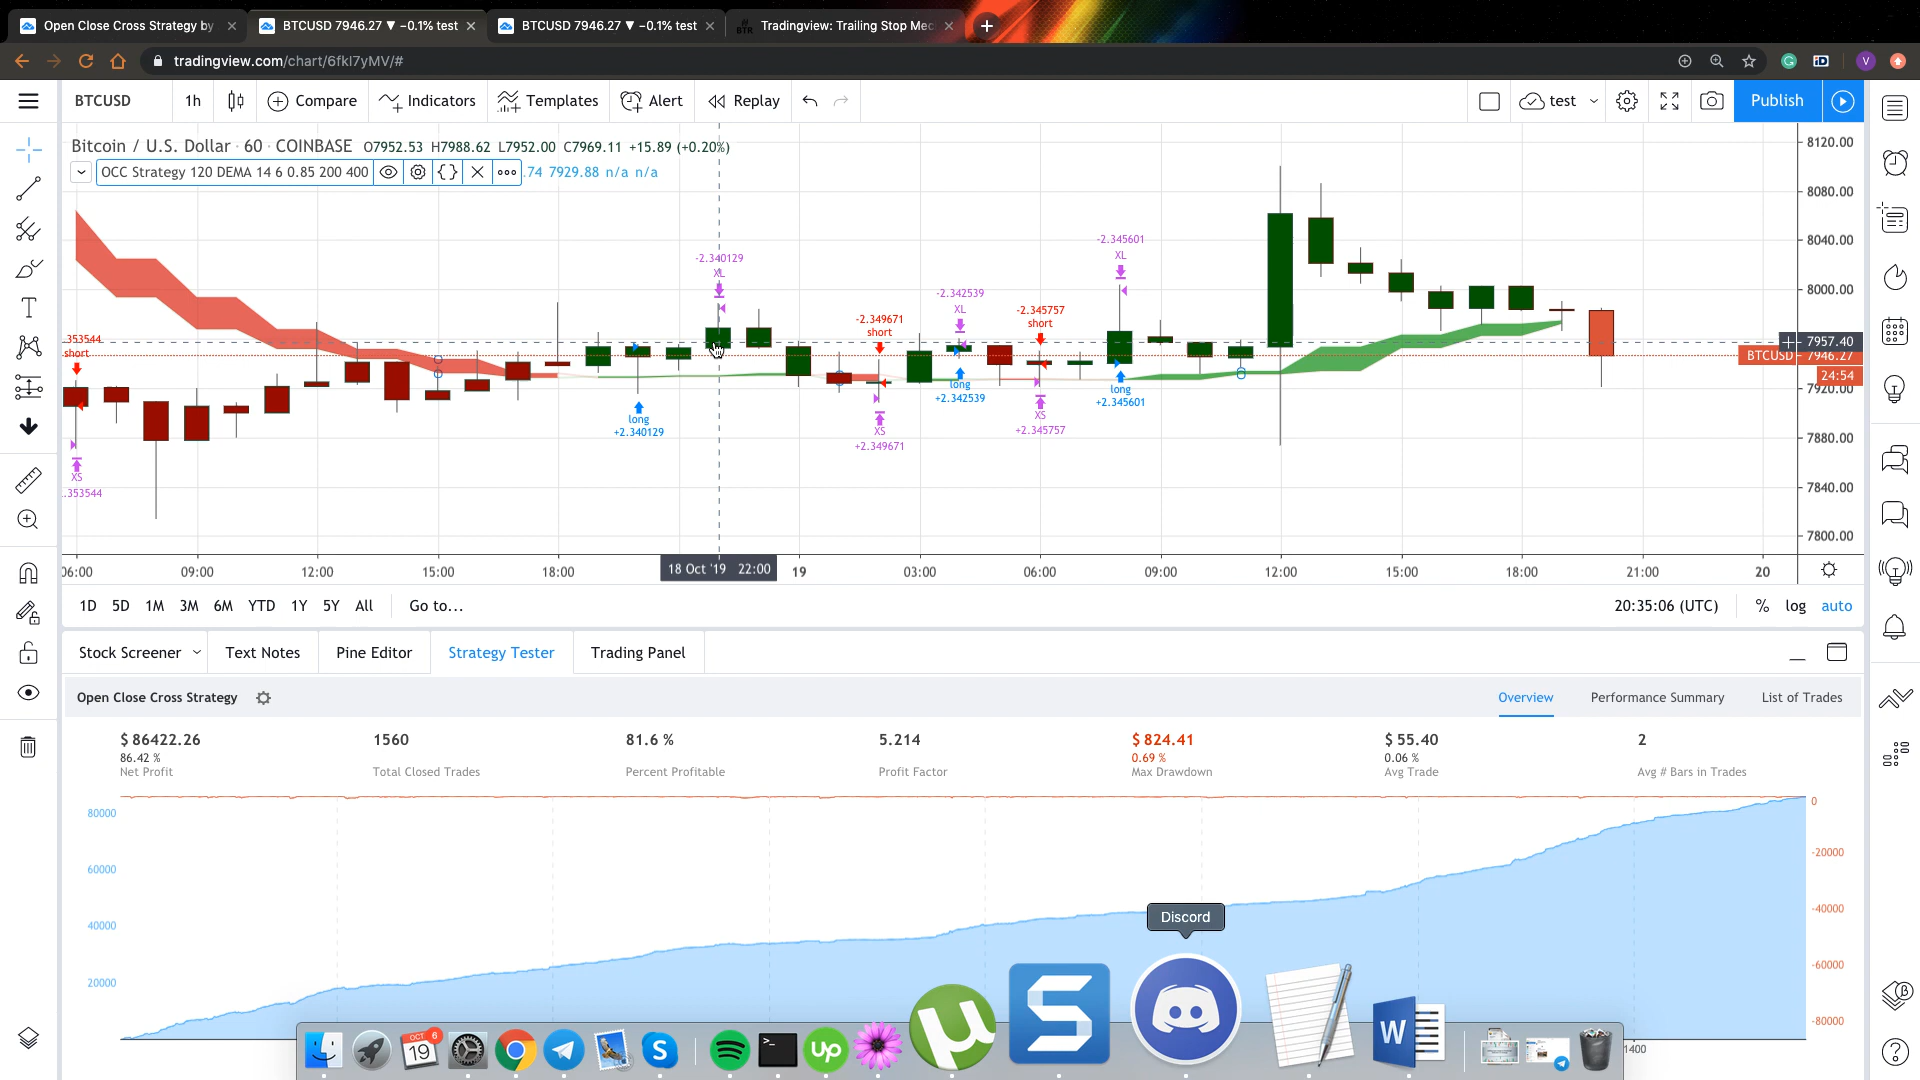 Open Close Cross Strategy by
BTCUSD 7946.27 ▼ −0.1% test
BTCUSD 7946.27 ▼ −0.1% test
BTR Tradingview: Trailing Stop Mec
tradingview.com/chart/6fkI7yMV/#
V
BTCUSD 1h Compare Indicators Templates Alert Replay test Publish
Bitcoin / U.S. Dollar · 60 · COINBASE O7952.53 H7988.62 L7952.00 C7969.11 +15.89 (+0.20%)
OCC Strategy 120 DEMA 14 6 0.85 200 400 .74 7929.88 n/a n/a
8120.00
8080.00
8040.00
8000.00
7957.40
BTCUSD 7946.27
24:54
7920.00
7880.00
7840.00
7800.00
.353544
short
XS
.353544
long
+2.340129
-2.340129
XL
-2.349671
short
XS
+2.349671
-2.342539
XL
long
+2.342539
-2.345757
short
XS
+2.345757
-2.345601
XL
long
+2.345601
06:00 09:00 12:00 15:00 18:00 18 Oct '19 22:00 19 03:00 06:00 09:00 12:00 15:00 18:00 21:00 20
1D 5D 1M 3M 6M YTD 1Y 5Y All Go to... 20:35:06 (UTC) % log auto
Stock Screener Text Notes Pine Editor Strategy Tester Trading Panel
Open Close Cross Strategy Overview Performance Summary List of Trades
$ 86422.26 1560 81.6 % 5.214 $ 824.41 $ 55.40 2
86.42 % 0.69 % 0.06 %
Net Profit Total Closed Trades Percent Profitable Profit Factor Max Drawdown Avg Trade Avg # Bars in Trades
80000
60000
40000
20000
0
-20000
-40000
-60000
-80000
1400
Discord
OCT 6
19
S
>_
Up
µ
S
W